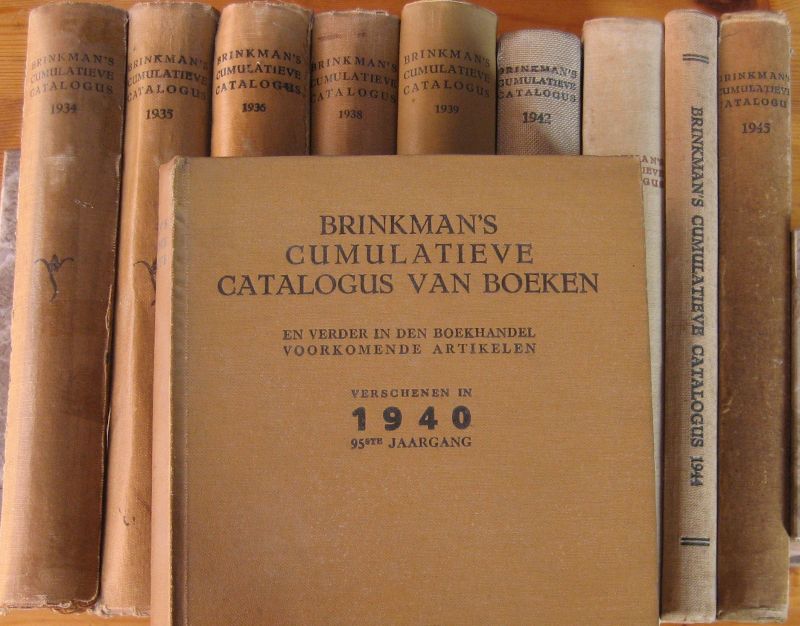 BRINKMAN'S
CUMULATIEVE
CATALOGUS
1934
BRINKMAN'S
CUMULATIEVE
CATALOGUS
1935
BRINKMAN'S
CUMULATIEVE
CATALOGUS
1936
BRINKMAN'S
CUMULATIEVE
CATALOGUS
1938
BRINKMAN'S
CUMULATIEVE
CATALOGUS
1939
BRINKMAN'S
CUMULATIEVE
CATALOGUS
1942
BRINKMAN'S CUMULATIEVE CATALOGUS 1944
BRINKMAN'S
CUMULATIEVE
CATALOGUS
1945
BRINKMAN'S
CUMULATIEVE
CATALOGUS VAN BOEKEN
EN VERDER IN DEN BOEKHANDEL
VOORKOMENDE ARTIKELEN
VERSCHENEN IN
1940
95STE JAARGANG